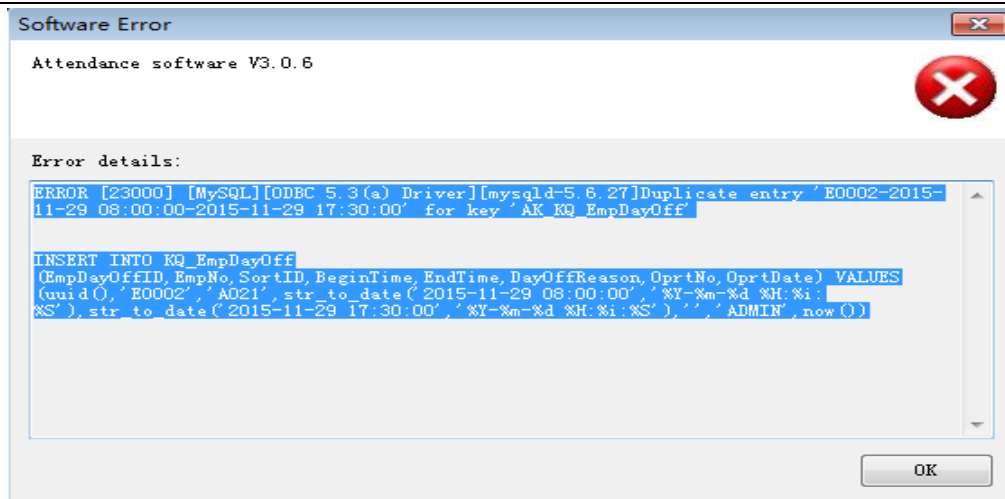 Software Error
Attendance software V3.0.6
Error details:
ERROR [23000] [MySQL][ODBC 5.3(a) Driver][mysqld-5.6.27]Duplicate entry 'E0002-2015-
11-29 08:00:00-2015-11-29 17:30:00' for key 'AK_KQ_EmpDayOff'
INSERT INTO KQ_EmpDayOff
(EmpDayOffID,EmpNo,SortID,BeginTime,EndTime,DayOffReason,OprtNo,OprtDate) VALUES
(uuid(),'E0002','A021',str_to_date('2015-11-29 08:00:00','%Y-%m-%d %H:%i:
%S'),str_to_date('2015-11-29 17:30:00','%Y-%m-%d %H:%i:%S'),'','ADMIN',now())
OK